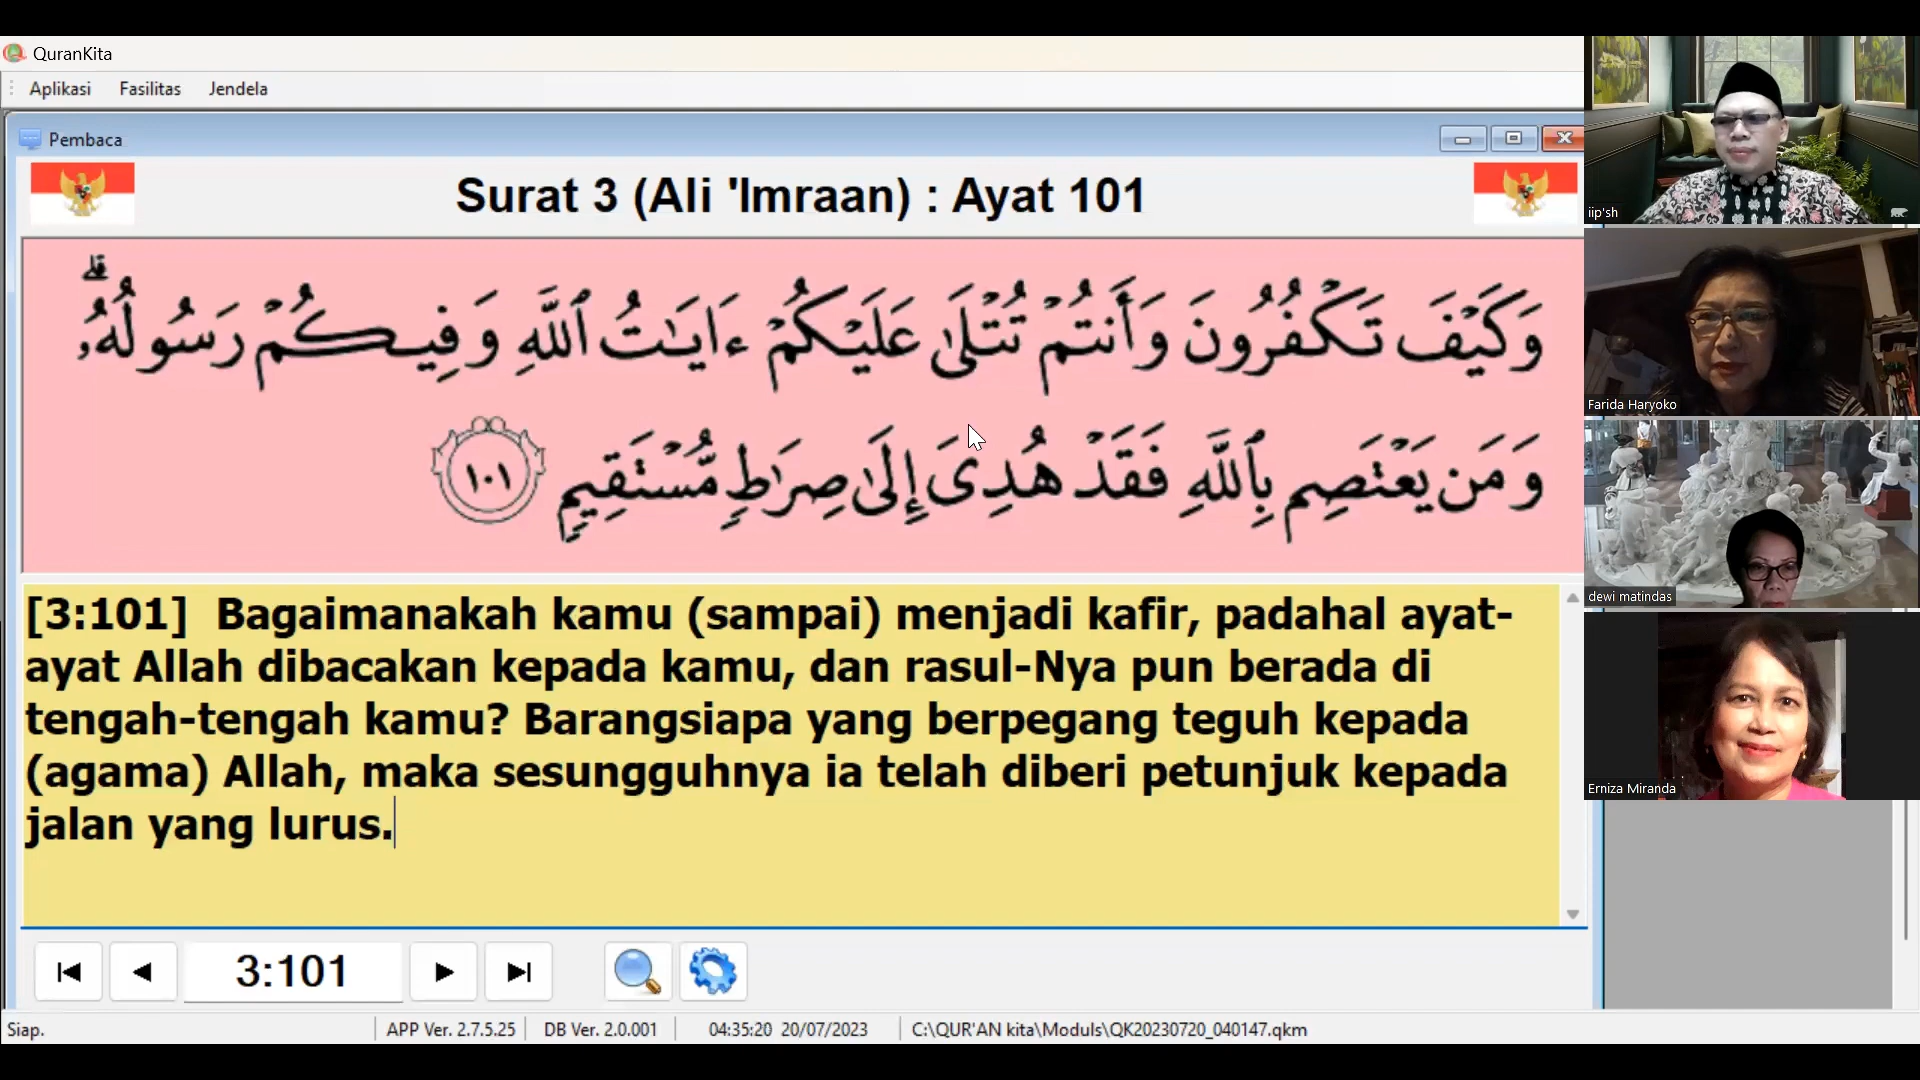 QuranKita
Aplikasi Fasilitas Jendela
Pembaca
Surat 3 (Ali 'Imraan) : Ayat 101
وَكَيْفَ تَكْفُرُونَ وَأَنتُمْ تُتْلَىٰ عَلَيْكُمْ ءَايَـٰتُ ٱللَّهِ وَفِيكُمْ رَسُولُهُۥ ۗ
وَمَن يَعْتَصِم بِٱللَّهِ فَقَدْ هُدِىَ إِلَىٰ صِرَٰطٍ مُّسْتَقِيمٍ ١٠١
[3:101] Bagaimanakah kamu (sampai) menjadi kafir, padahal ayat-
ayat Allah dibacakan kepada kamu, dan rasul-Nya pun berada di
tengah-tengah kamu? Barangsiapa yang berpegang teguh kepada
(agama) Allah, maka sesungguhnya ia telah diberi petunjuk kepada
jalan yang lurus.
3:101
Siap. APP Ver. 2.7.5.25 DB Ver. 2.0.001 04:35:20 20/07/2023 C:\QUR'AN kita\Moduls\QK20230720_040147.qkm
iip'sh
Farida Haryoko
dewi matindas
Erniza Miranda